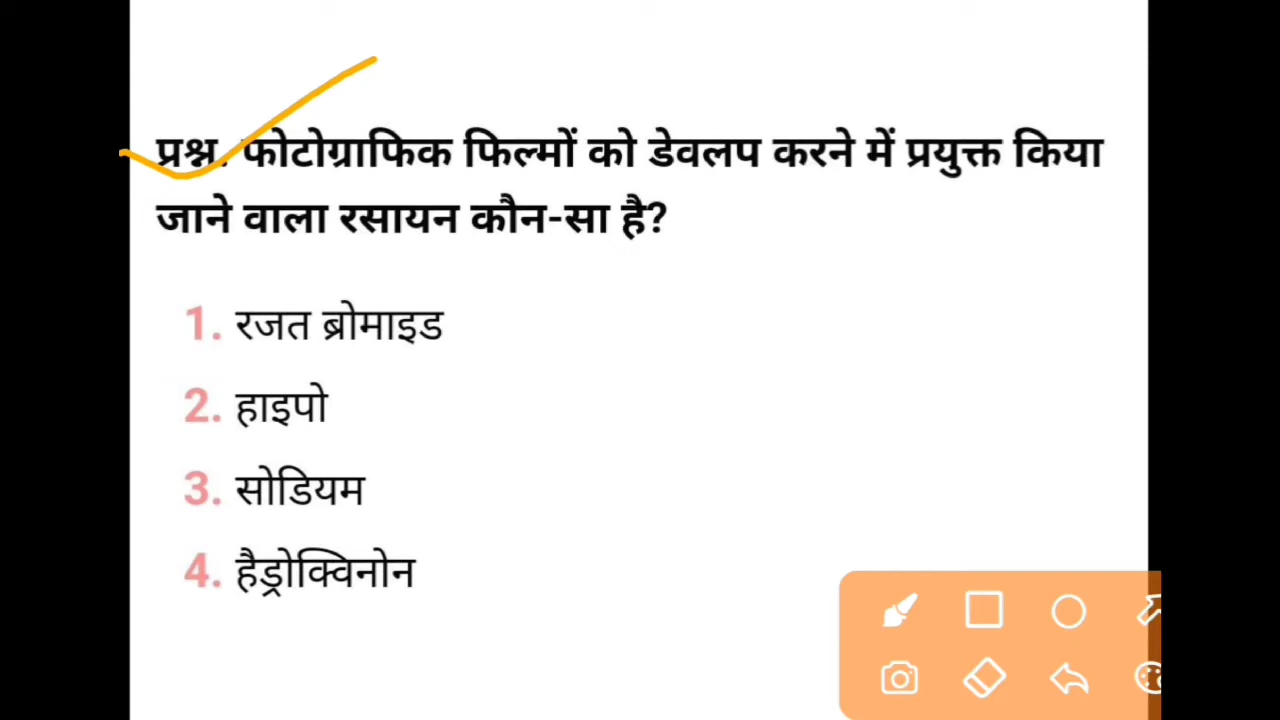 प्रश्न. फोटोग्राफिक फिल्मों को डेवलप करने में प्रयुक्त किया
जाने वाला रसायन कौन-सा है?
1. रजत ब्रोमाइड
2. हाइपो
3. सोडियम
4. हैड्रोक्विनोन